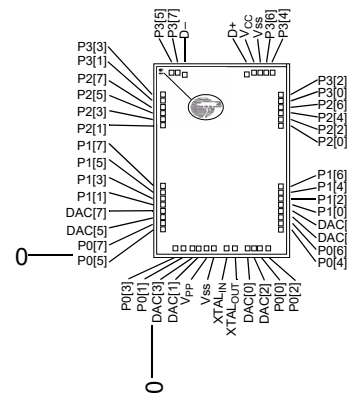 P3[5]
P3[7]
D–
D+
VCC
Vss
P3[6]
P3[4]
P3[3]
P3[1]
P2[7]
P2[5]
P2[3]
P2[1]
P1[7]
P1[5]
P1[3]
P1[1]
DAC[7]
DAC[5]
P0[7]
P0[5]
P3[2]
P3[0]
P2[6]
P2[4]
P2[2]
P2[0]
P1[6]
P1[4]
P1[2]
P1[0]
DAC[
DAC[
P0[6]
P0[4]
0
P0[3]
P0[1]
DAC[3]
DAC[1]
VPP
Vss
XTALIN
XTALOUT
DAC[0]
DAC[2]
P0[0]
P0[2]
0